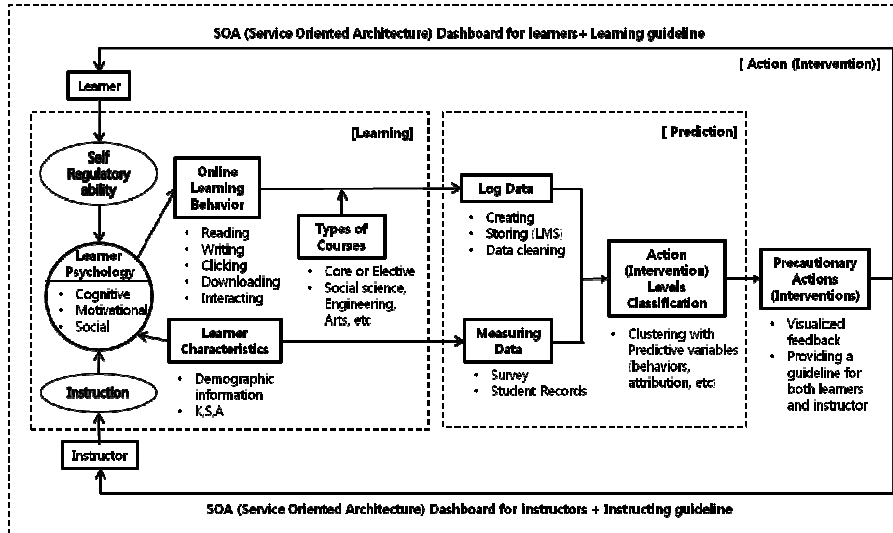 SOA (Service Oriented Architecture) Dashboard for learners+ Learning guideline
[ Action (Intervention)]
Learner
[Learning]
[ Prediction]
Self
Regulatory
ability
Online
Learning
Behavior
• Reading
• Writing
• Clicking
• Downloading
• Interacting
Types of
Courses
• Core or Elective
• Social science,
Engineering,
Arts, etc
Log Data
• Creating
• Storing (LMS)
• Data cleaning
Learner
Psychology
• Cognitive
• Motivational
• Social
Action
(Intervention)
Levels
Classification
• Clustering with
Predictive variables
(behaviors,
attribution, etc)
Precautionary
Actions
(Interventions)
• Visualized
feedback
• Providing a
guideline for
both learners
and instructor
Learner
Characteristics
• Demographic
information
• K,S,A
Measuring
Data
• Survey
• Student Records
Instruction
Instructor
SOA (Service Oriented Architecture) Dashboard for instructors + Instructing guideline